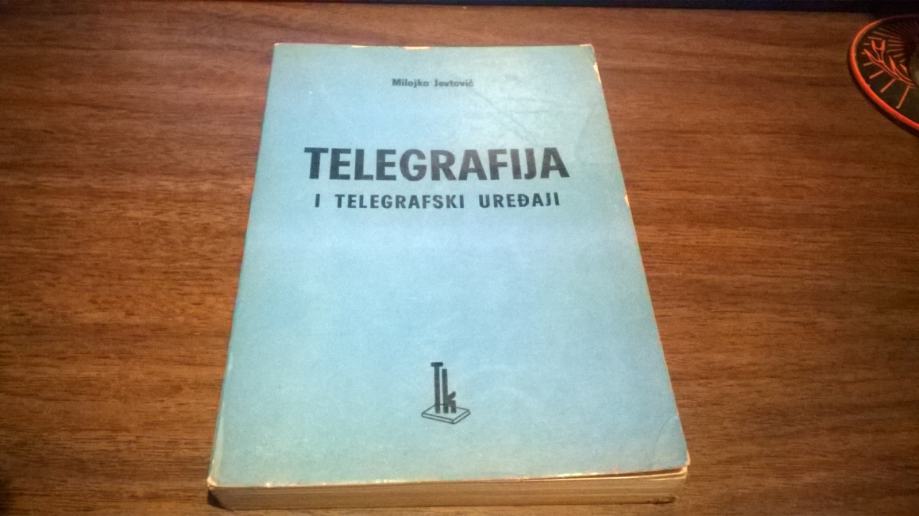 Milojko Jevtović
TELEGRAFIJA
I TELEGRAFSKI UREĐAJI
Tk